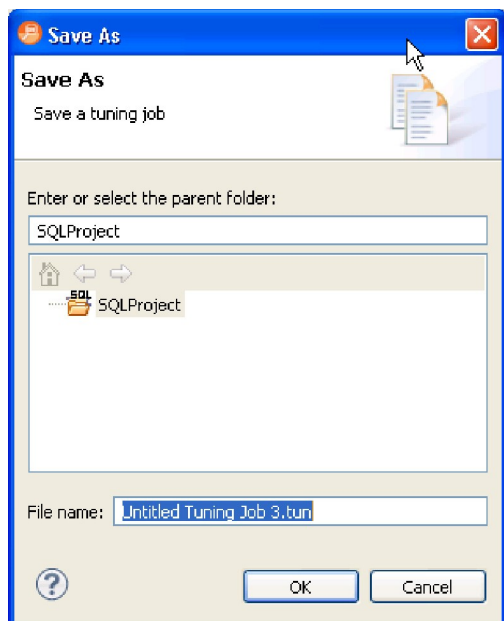 Save As
Save As
Save a tuning job
Enter or select the parent folder:
SQLProject
SQL
SQLProject
File name: Untitled Tuning Job 3.tun
? OK Cancel